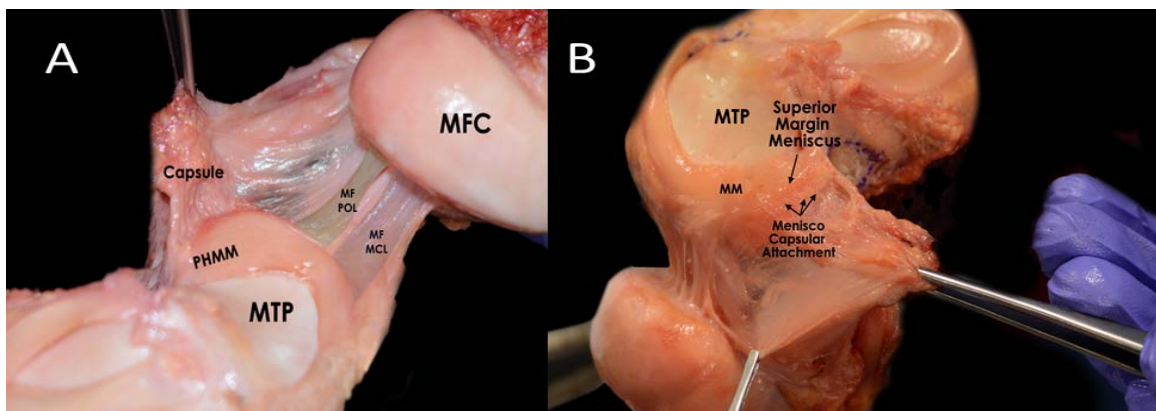 A
MFC
Capsule
MF
POL
MF
MCL
PHMM
MTP
B
MTP
Superior
Margin
Meniscus
MM
Menisco
Capsular
Attachment